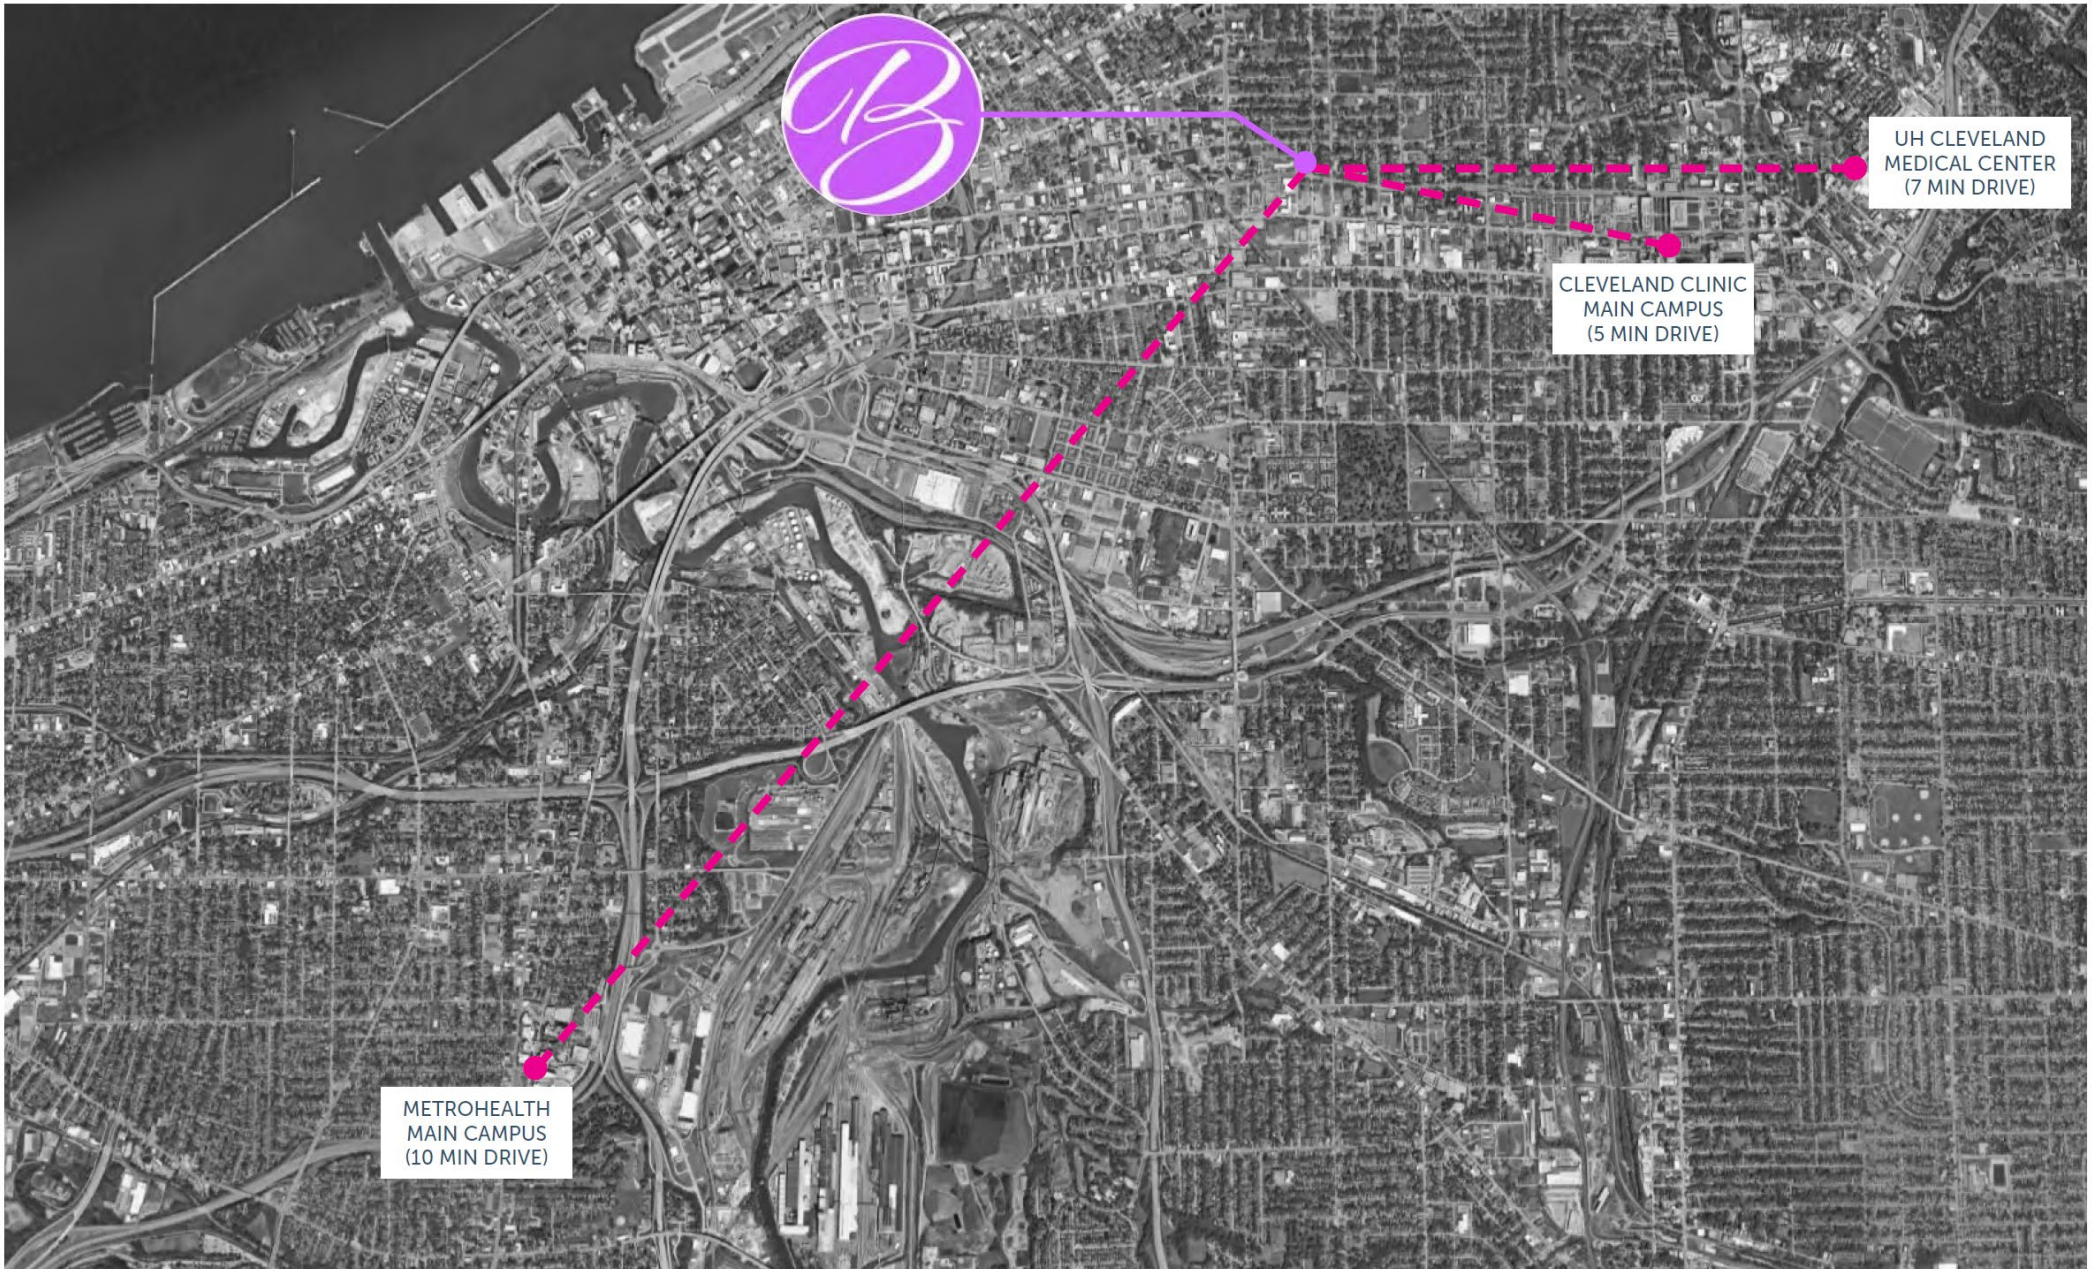 B
UH CLEVELAND
MEDICAL CENTER
(7 MIN DRIVE)
CLEVELAND CLINIC
MAIN CAMPUS
(5 MIN DRIVE)
METROHEALTH
MAIN CAMPUS
(10 MIN DRIVE)